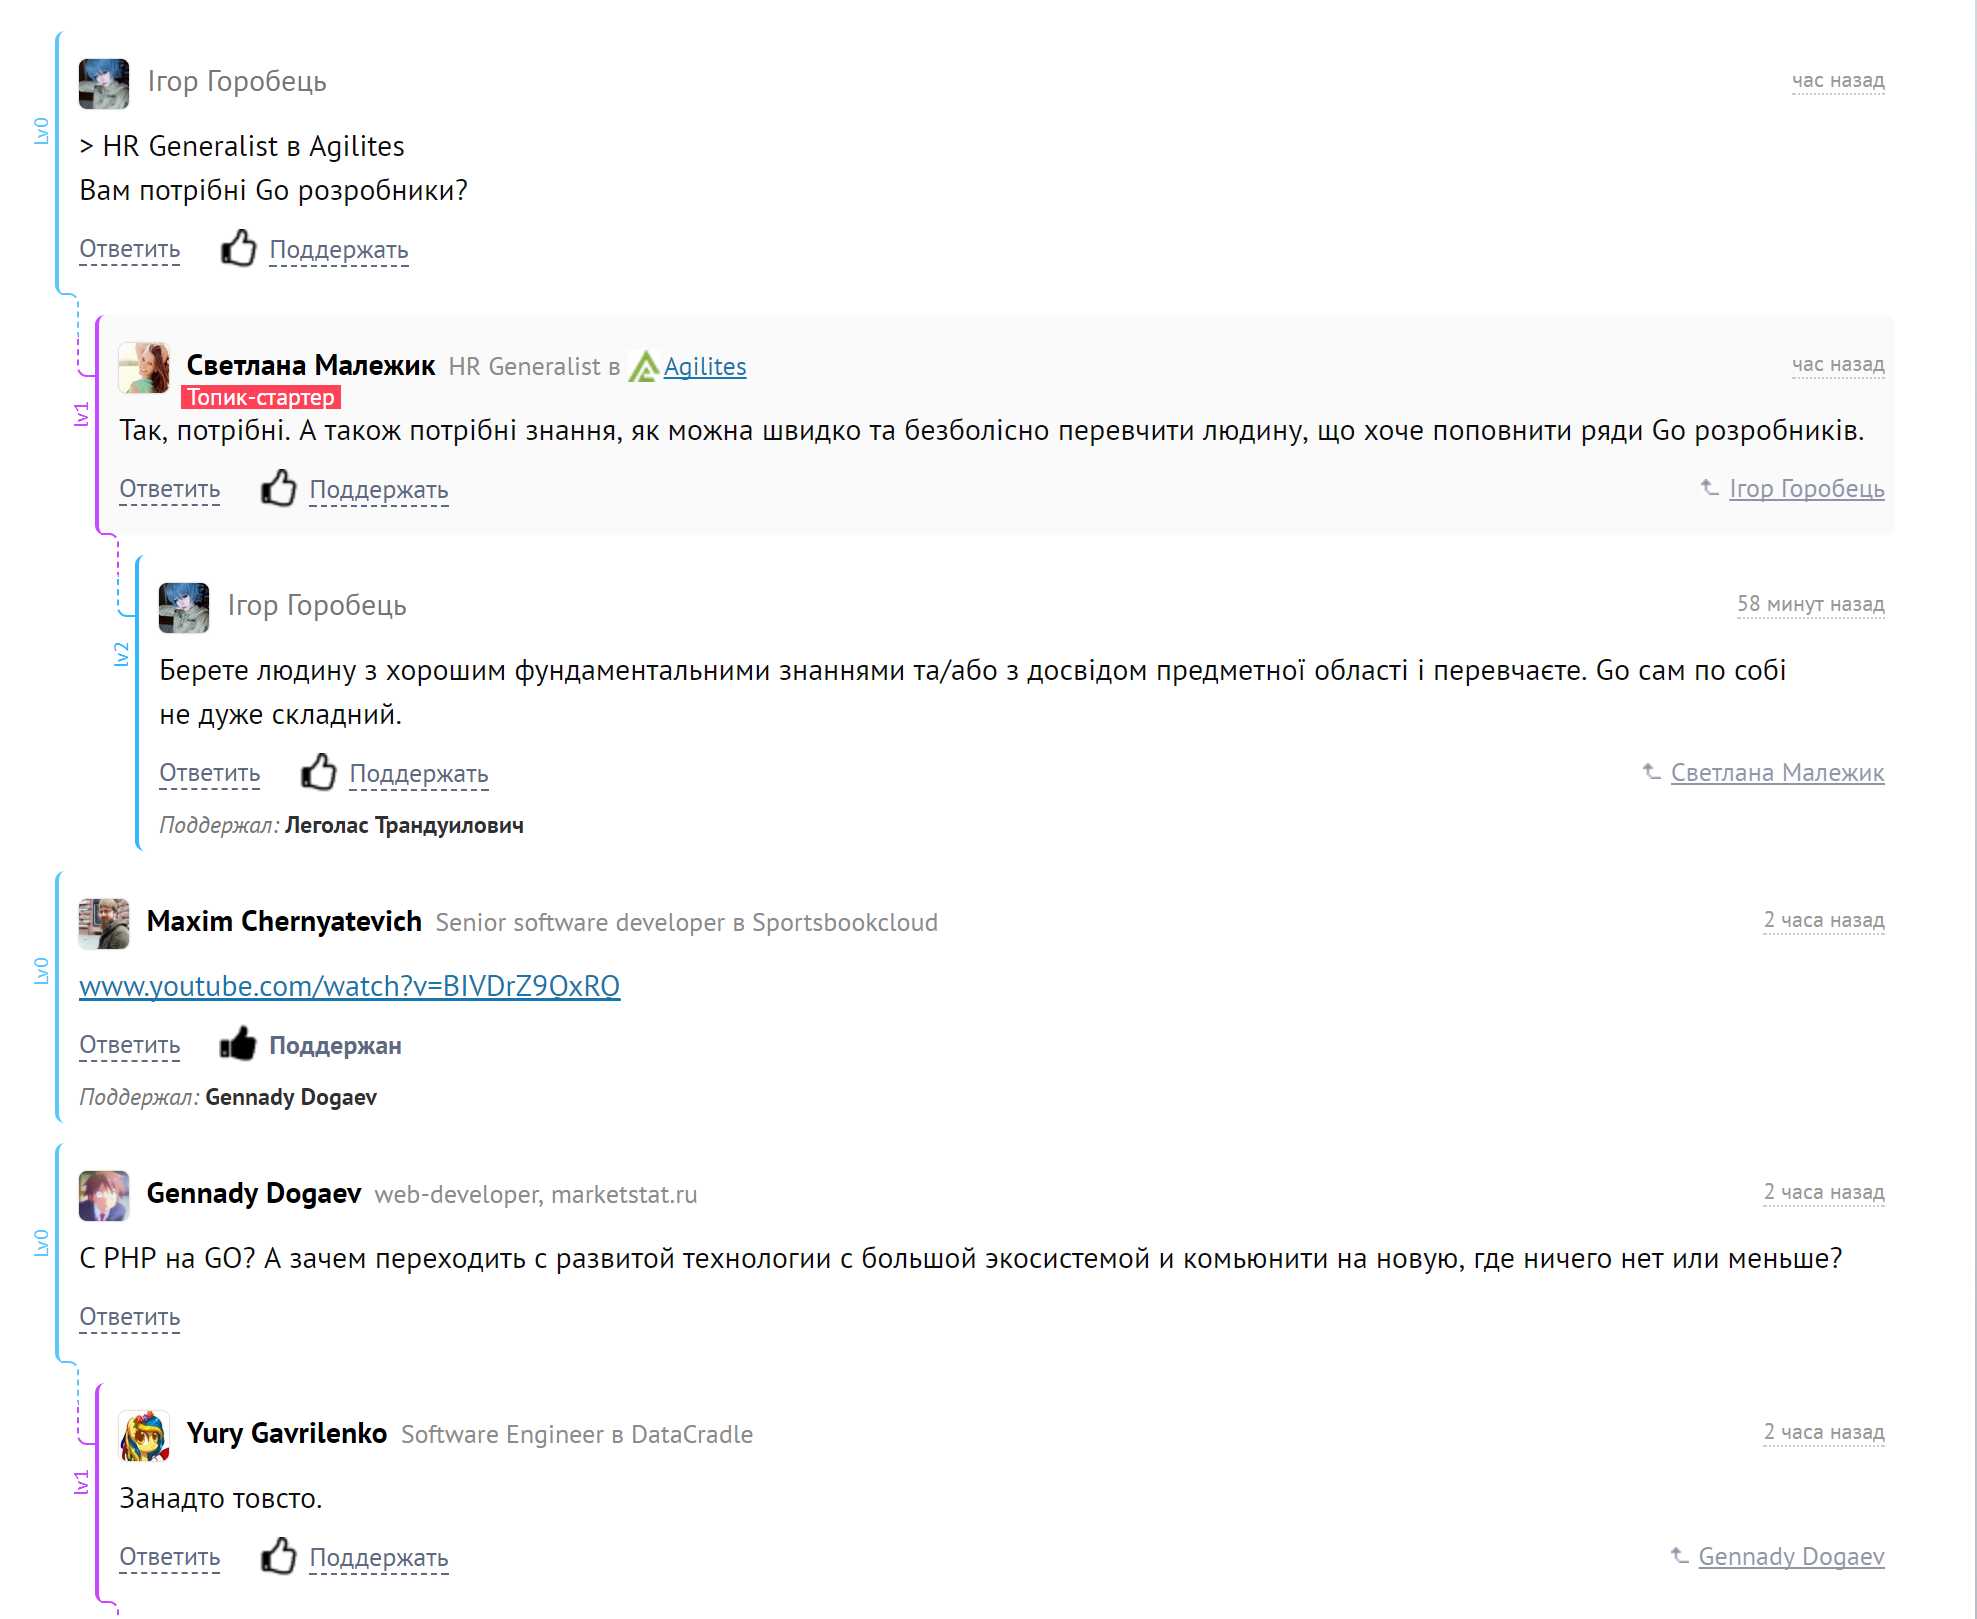 Lv0
Ігор Горобець
час назад
> HR Generalist в Agilites
Вам потрібні Go розробники?
Ответить Поддержать
lv1
Светлана Малежик HR Generalist в Agilites
час назад
Топик-стартер
Так, потрібні. А також потрібні знання, як можна швидко та безболісно перевчити людину, що хоче поповнити ряди Go розробників.
Ответить Поддержать
Ігор Горобець
lv2
Ігор Горобець
58 минут назад
Берете людину з хорошим фундаментальними знаннями та/або з досвідом предметної області і перевчаєте. Go сам по собі
не дуже складний.
Ответить Поддержать
Светлана Малежик
Поддержал: Леголас Трандуилович
Lv0
Maxim Chernyatevich Senior software developer в Sportsbookcloud
2 часа назад
www.youtube.com/watch?v=BIVDrZ9OxRQ
Ответить Поддержан
Поддержал: Gennady Dogaev
Lv0
Gennady Dogaev web-developer, marketstat.ru
2 часа назад
С PHP на GO? А зачем переходить с развитой технологии с большой экосистемой и комьюнити на новую, где ничего нет или меньше?
Ответить
lv1
Yury Gavrilenko Software Engineer в DataCradle
2 часа назад
Занадто товсто.
Ответить Поддержать
Gennady Dogaev